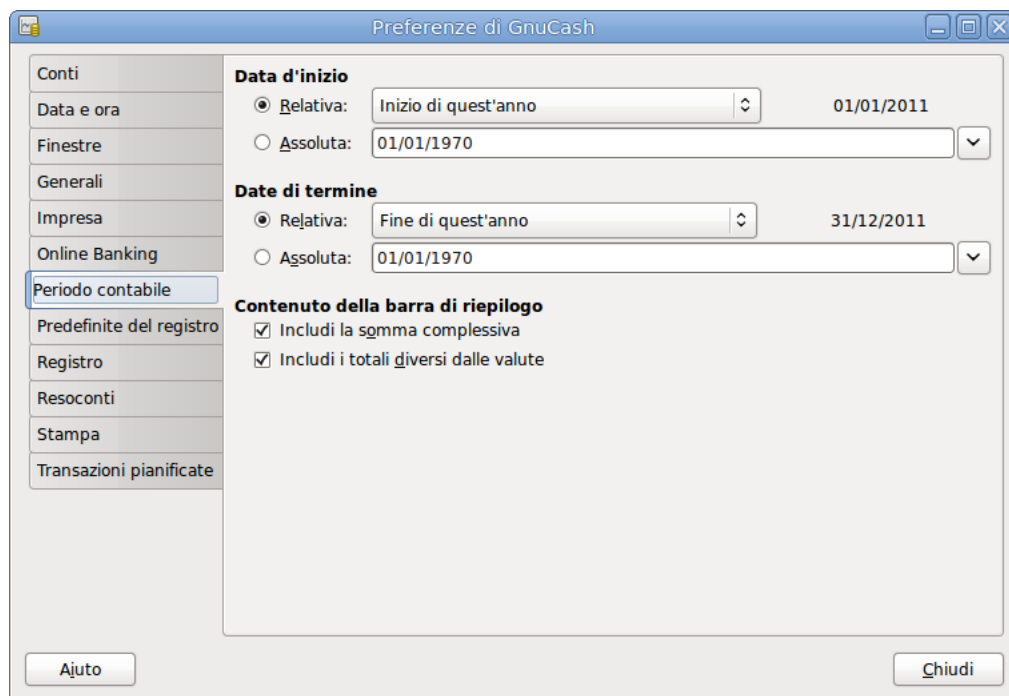 Preferenze di GnuCash
Conti
Data e ora
Finestre
Generali
Impresa
Online Banking
Periodo contabile
Predefinite del registro
Registro
Resoconti
Stampa
Transazioni pianificate
Data d'inizio
Relativa: Inizio di quest'anno 01/01/2011
Assoluta: 01/01/1970
Date di termine
Relativa: Fine di quest'anno 31/12/2011
Assoluta: 01/01/1970
Contenuto della barra di riepilogo
Includi la somma complessiva
Includi i totali diversi dalle valute
Aiuto Chiudi